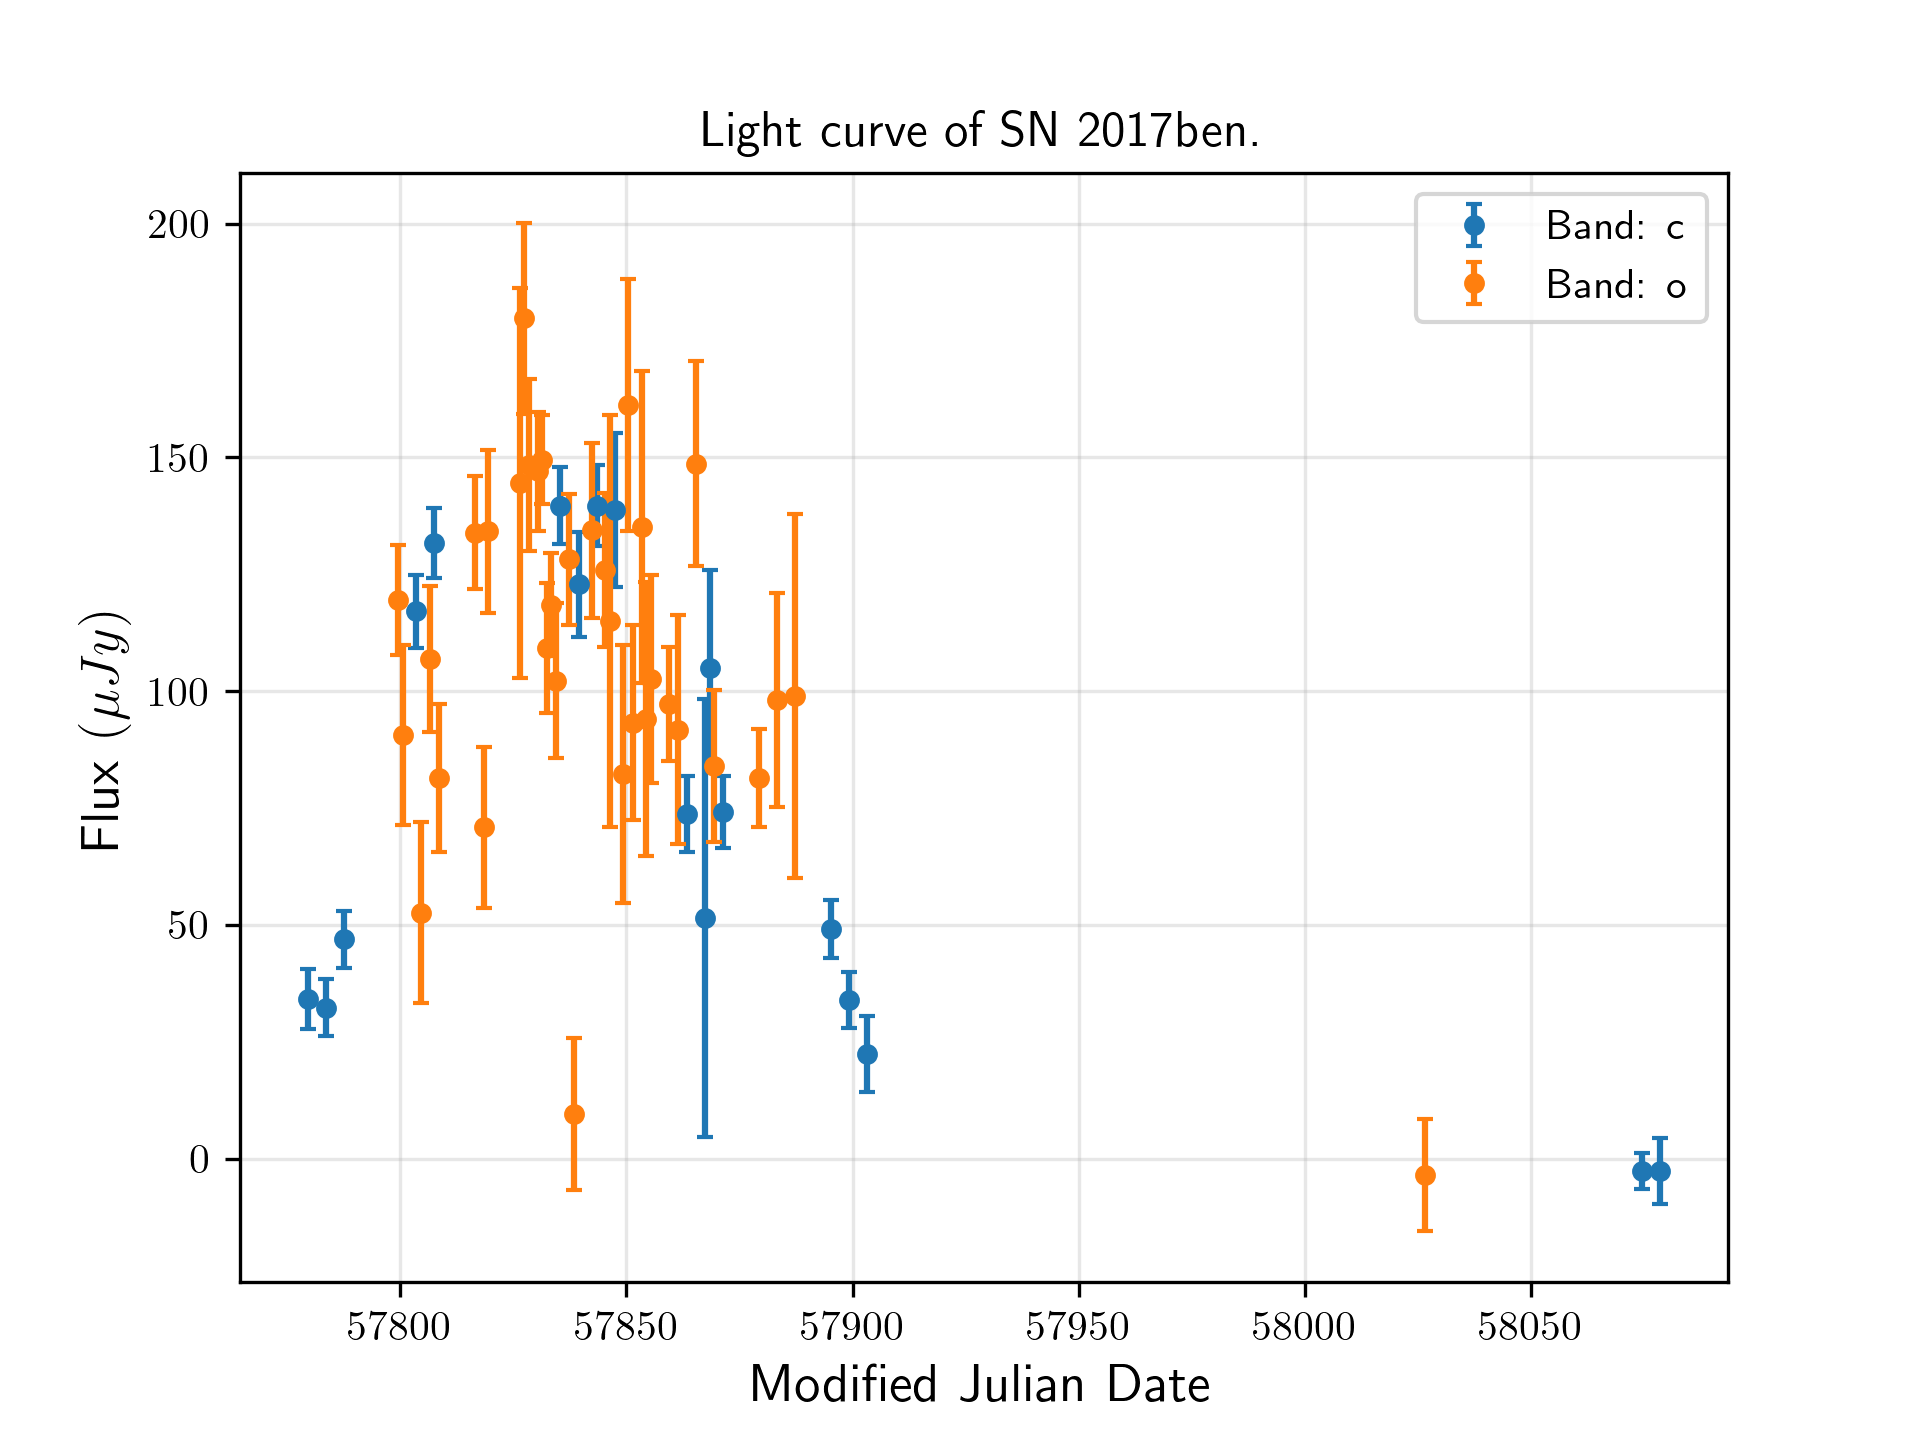 Light curve of SN 2017ben.
Band: c
Band: o
200
150
100
50
0
Flux (μJy)
57800 57850 57900 57950 58000 58050
Modified Julian Date